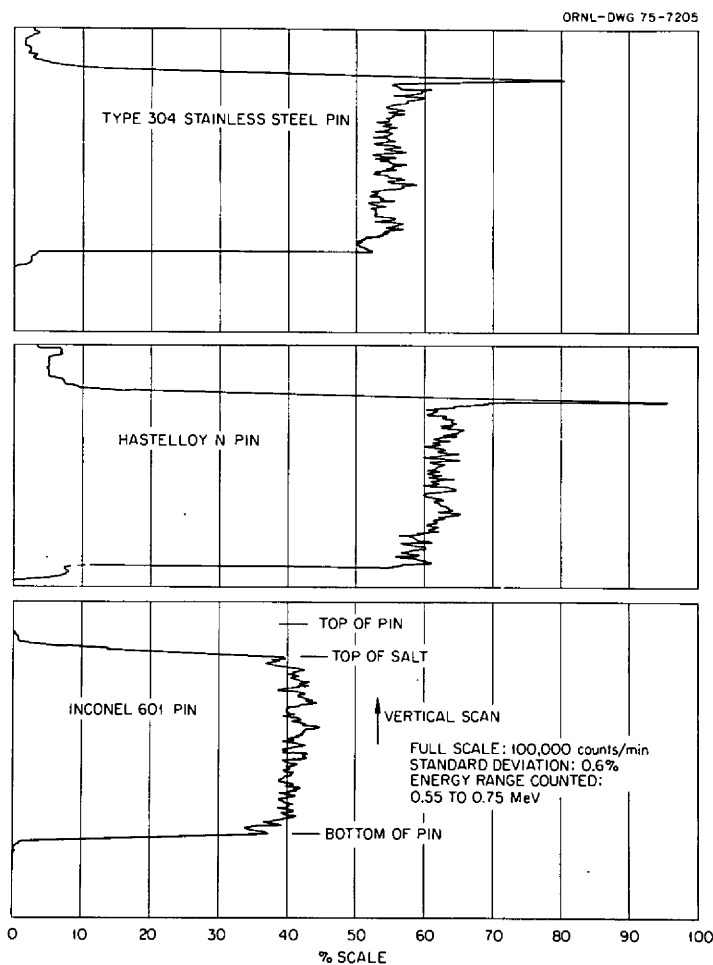 ORNL-DWG 75-7205
TYPE 304 STAINLESS STEEL PIN
HASTELLOY N PIN
TOP OF PIN
TOP OF SALT
INCONEL 601 PIN
VERTICAL SCAN
FULL SCALE: 100,000 counts/min
STANDARD DEVIATION: 0.6%
ENERGY RANGE COUNTED:
0.55 TO 0.75 MeV
BOTTOM OF PIN
0 10 20 30 40 50 60 70 80 90 100
% SCALE